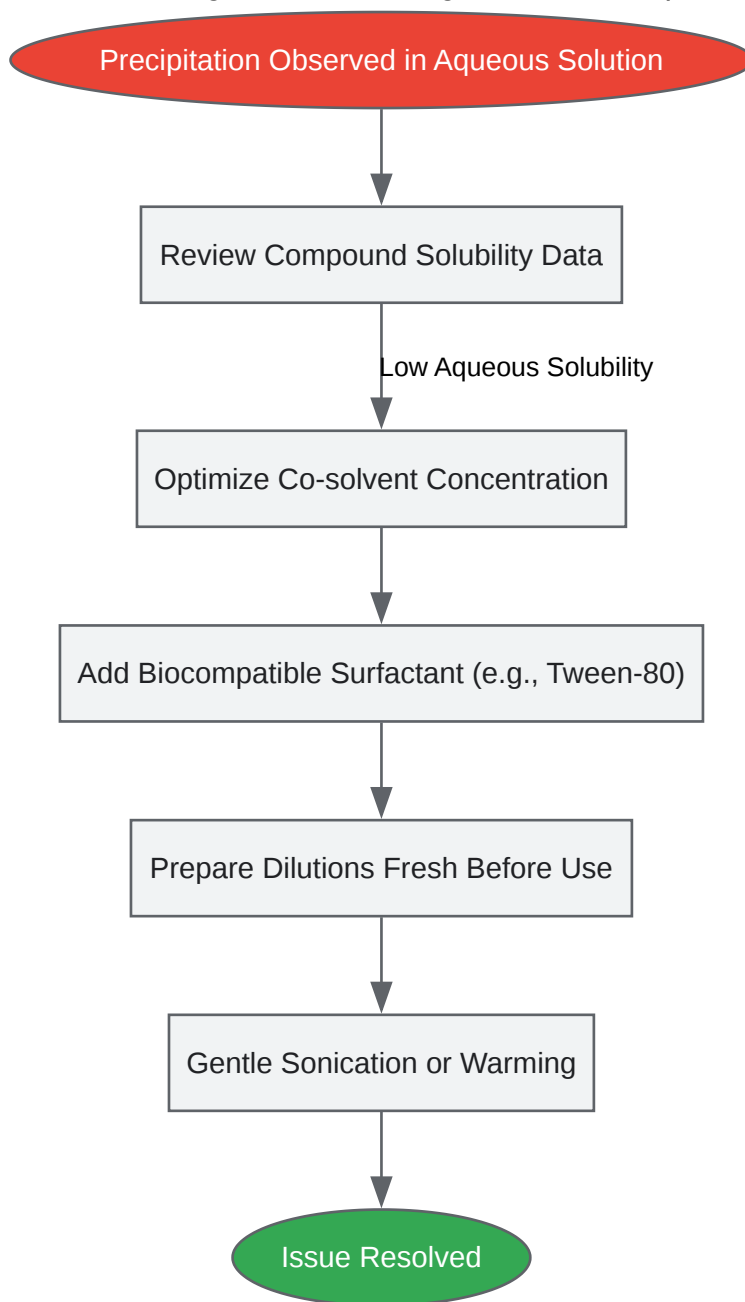 Precipitation Observed in Aqueous Solution
Review Compound Solubility Data
Low Aqueous Solubility
Optimize Co-solvent Concentration
Add Biocompatible Surfactant (e.g., Tween-80)
Prepare Dilutions Fresh Before Use
Gentle Sonication or Warming
Issue Resolved